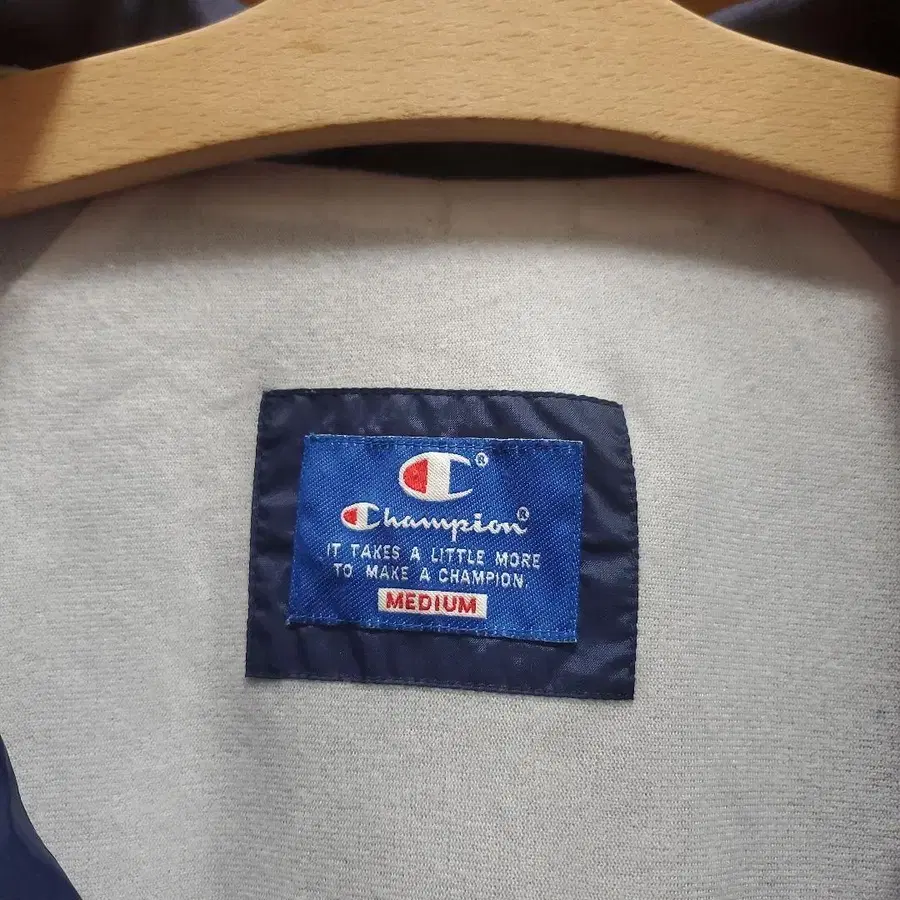 C®
Champion®
IT TAKES A LITTLE MORE
TO MAKE A CHAMPION.
MEDIUM